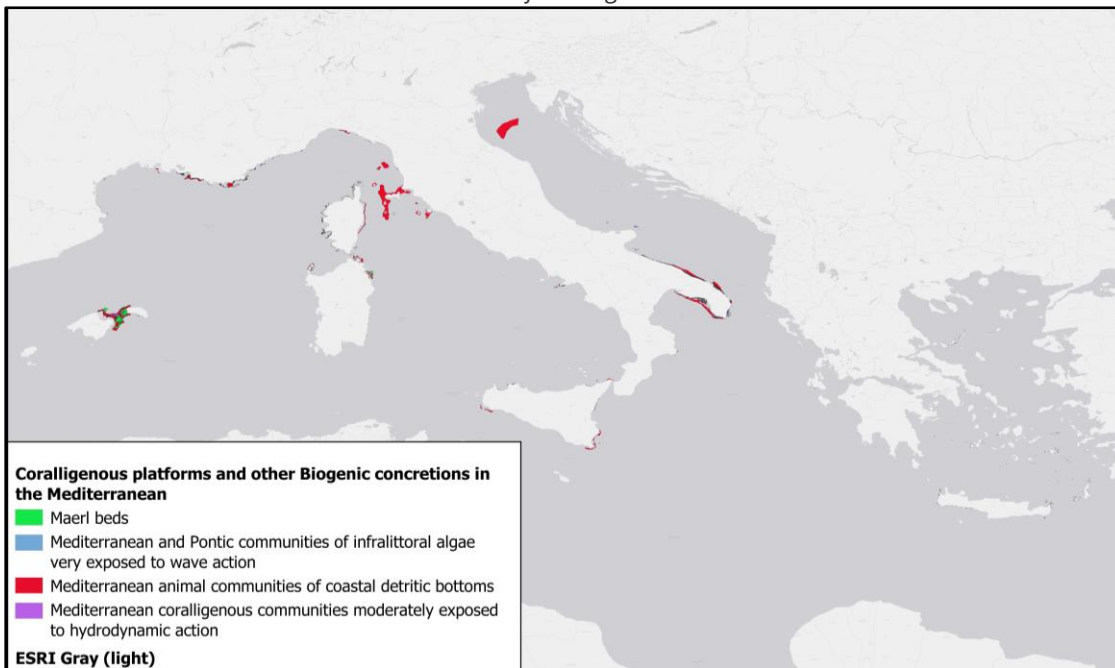 Coralligenous platforms and other Biogenic concretions in
the Mediterranean
Maerl beds
Mediterranean and Pontic communities of infralittoral algae
very exposed to wave action
Mediterranean animal communities of coastal detritic bottoms
Mediterranean coralligenous communities moderately exposed
to hydrodynamic action
ESRI Gray (light)